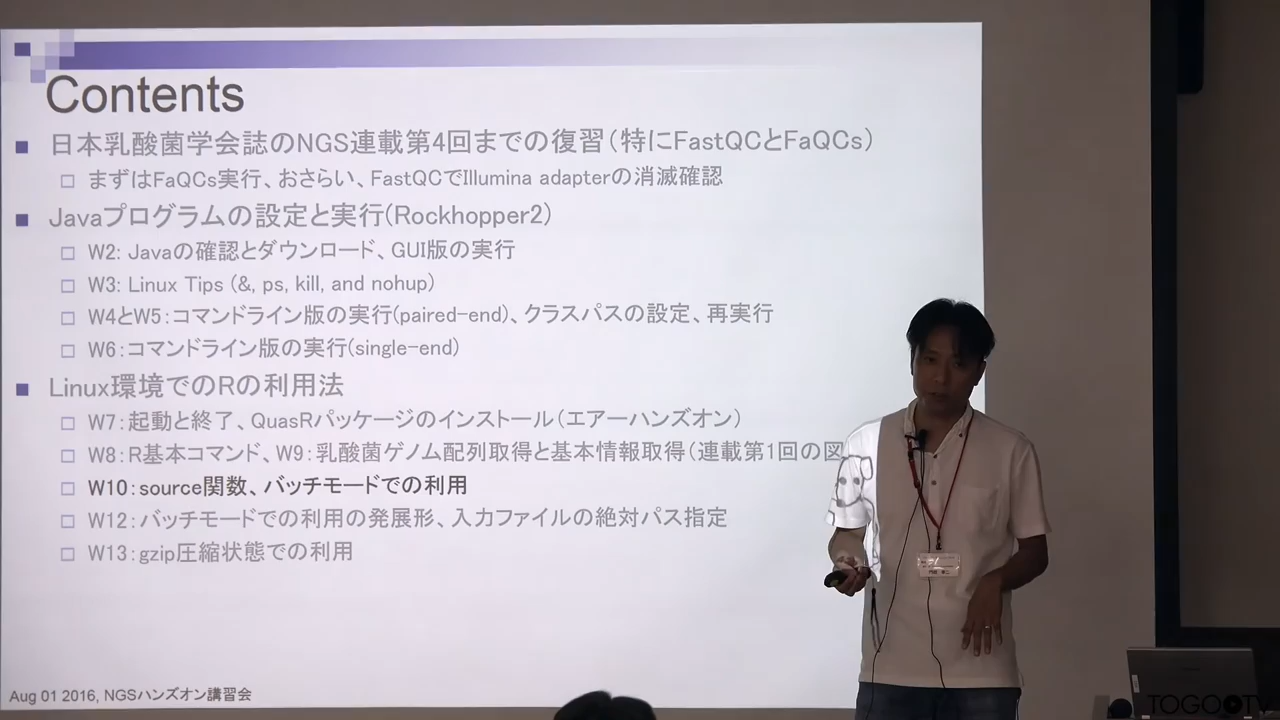 Contents
日本乳酸菌学会誌のNGS連載第4回までの復習(特にFastQCとFaQCs)
まずはFaQCs実行、おさらい、FastQCでIllumina adapterの消滅確認
Javaプログラムの設定と実行(Rockhopper2)
W2: Javaの確認とダウンロード、GUI版の実行
W3: Linux Tips (&, ps, kill, and nohup)
W4とW5:コマンドライン版の実行(paired-end)、クラスパスの設定、再実行
W6:コマンドライン版の実行(single-end)
Linux環境でのRの利用法
W7:起動と終了、QuasRパッケージのインストール(エアーハンズオン)
W8:R基本コマンド、W9:乳酸菌ゲノム配列取得と基本情報取得(連載第1回の図
W10:source関数、バッチモードでの利用
W12:バッチモードでの利用の発展形、入力ファイルの絶対パス指定
W13:gzip圧縮状態での利用
Aug 01 2016, NGSハンズオン講習会
TOGOTV